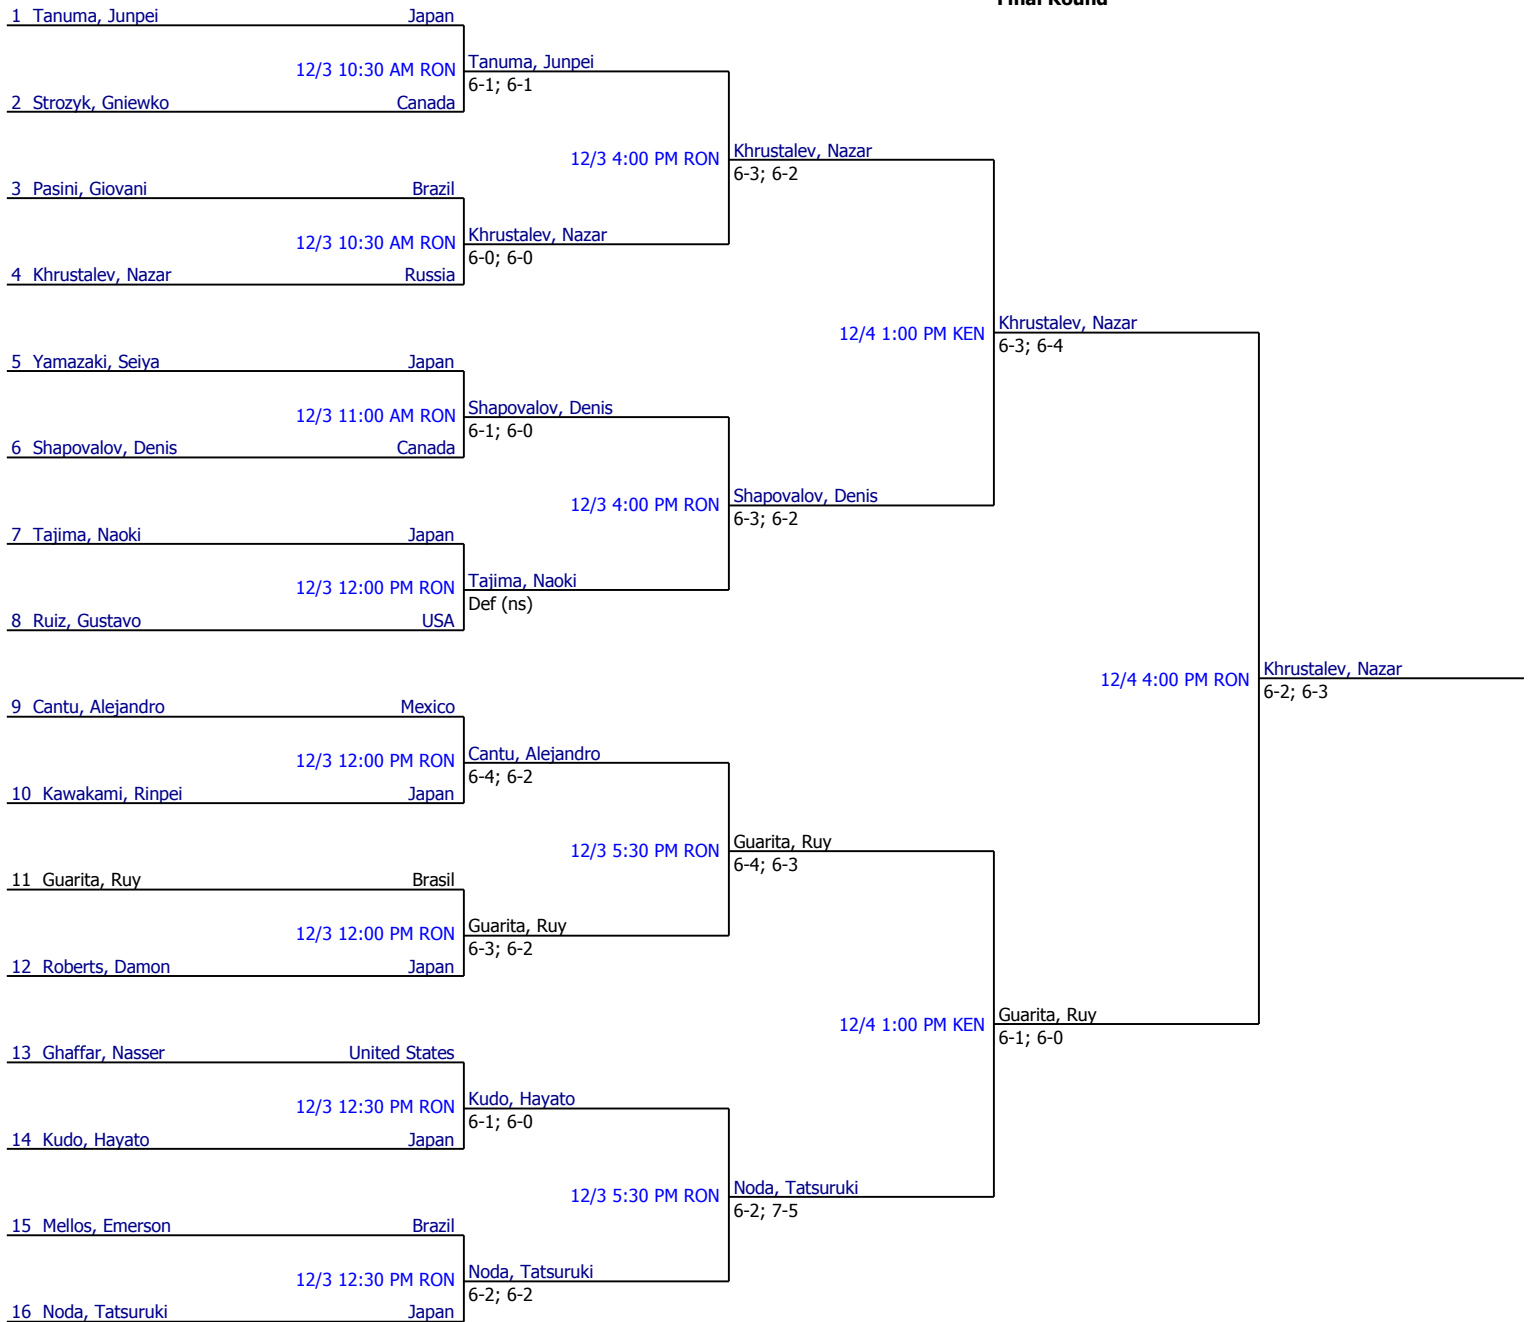 Final Round
1 Tanuma, Junpei Japan
12/3 10:30 AM RON
Tanuma, Junpei
6-1; 6-1
2 Strozyk, Gniewko Canada
12/3 4:00 PM RON
Khrustalev, Nazar
6-3; 6-2
3 Pasini, Giovani Brazil
12/3 10:30 AM RON
Khrustalev, Nazar
6-0; 6-0
4 Khrustalev, Nazar Russia
12/4 1:00 PM KEN
Khrustalev, Nazar
6-3; 6-4
5 Yamazaki, Seiya Japan
12/3 11:00 AM RON
Shapovalov, Denis
6-1; 6-0
6 Shapovalov, Denis Canada
12/3 4:00 PM RON
Shapovalov, Denis
6-3; 6-2
7 Tajima, Naoki Japan
12/3 12:00 PM RON
Tajima, Naoki
Def (ns)
8 Ruiz, Gustavo USA
12/4 4:00 PM RON
Khrustalev, Nazar
6-2; 6-3
9 Cantu, Alejandro Mexico
12/3 12:00 PM RON
Cantu, Alejandro
6-4; 6-2
10 Kawakami, Rinpei Japan
12/3 5:30 PM RON
Guarita, Ruy
6-4; 6-3
11 Guarita, Ruy Brasil
12/3 12:00 PM RON
Guarita, Ruy
6-3; 6-2
12 Roberts, Damon Japan
12/4 1:00 PM KEN
Guarita, Ruy
6-1; 6-0
13 Ghaffar, Nasser United States
12/3 12:30 PM RON
Kudo, Hayato
6-1; 6-0
14 Kudo, Hayato Japan
12/3 5:30 PM RON
Noda, Tatsuruki
6-2; 7-5
15 Mellos, Emerson Brazil
12/3 12:30 PM RON
Noda, Tatsuruki
6-2; 6-2
16 Noda, Tatsuruki Japan